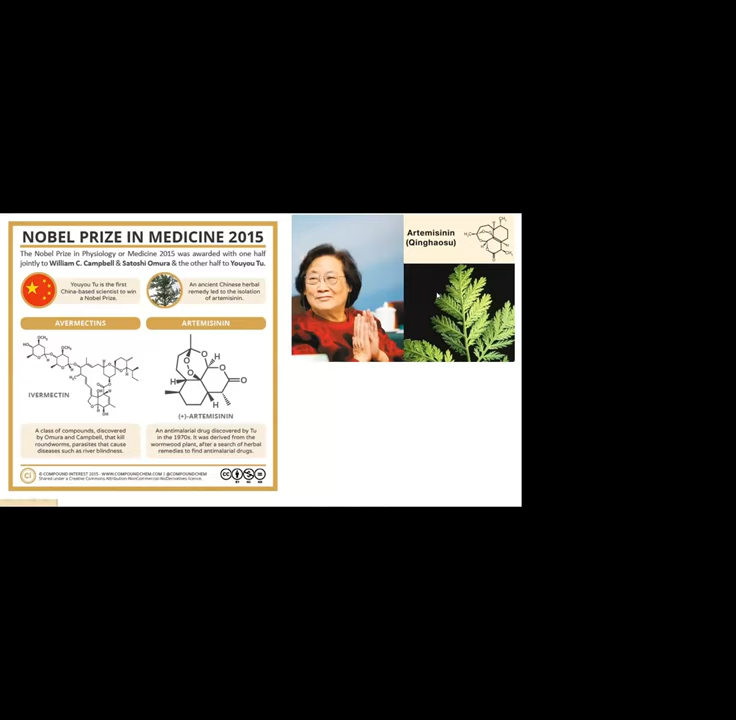 NOBEL PRIZE IN MEDICINE 2015
The Nobel Prize in Physiology or Medicine 2015 was awarded with one half
jointly to William C. Campbell & Satoshi Omura & the other half to Youyou Tu.
Youyou Tu is the first
China-based scientist to win
a Nobel Prize.
An ancient Chinese herbal
remedy led to the isolation
of artemisinin.
AVERMECTINS
ARTEMISININ
IVERMECTIN
(+)-ARTEMISININ
A class of compounds, discovered
by Omura and Campbell, that kill
roundworms, parasites that cause
diseases such as river blindness.
An antimalarial drug discovered by Tu
in the 1970s. It was derived from the
wormwood plant, after a search of herbal
remedies to find antimalarial drugs.
Ci
© COMPOUND INTEREST 2015 - WWW.COMPOUNDCHEM.COM | @COMPOUNDCHEM
Shared under a Creative Commons Attribution-NonCommercial-NoDerivatives licence.
Artemisinin
(Qinghaosu)